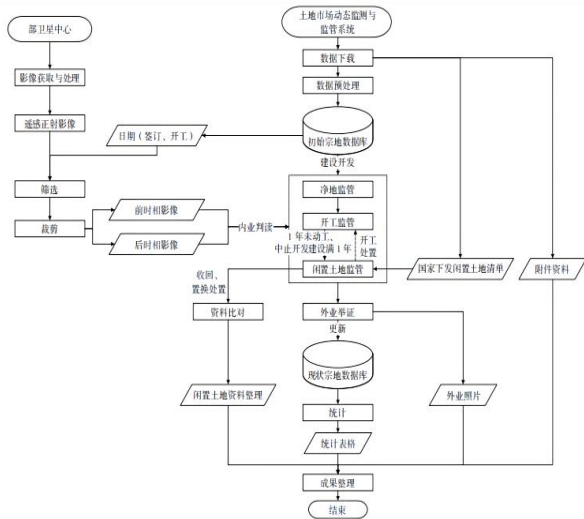 部卫星中心
土地市场动态监测与
监管系统
影像获取与处理
数据下载
数据预处理
遥感正射影像
日期（签订、开工）
初始宗地数据库
建设开发
筛选
净地监管
裁剪
前时相影像
后时相影像
内业判读
开工监管
1年未动工、
中止开发建设满1年
开工
处置
闲置土地监管
国家下发闲置土地清单
附件资料
收回、
置换处置
资料比对
外业举证
更新
现状宗地数据库
闲置土地资料整理
外业照片
统计
统计表格
成果整理
结束